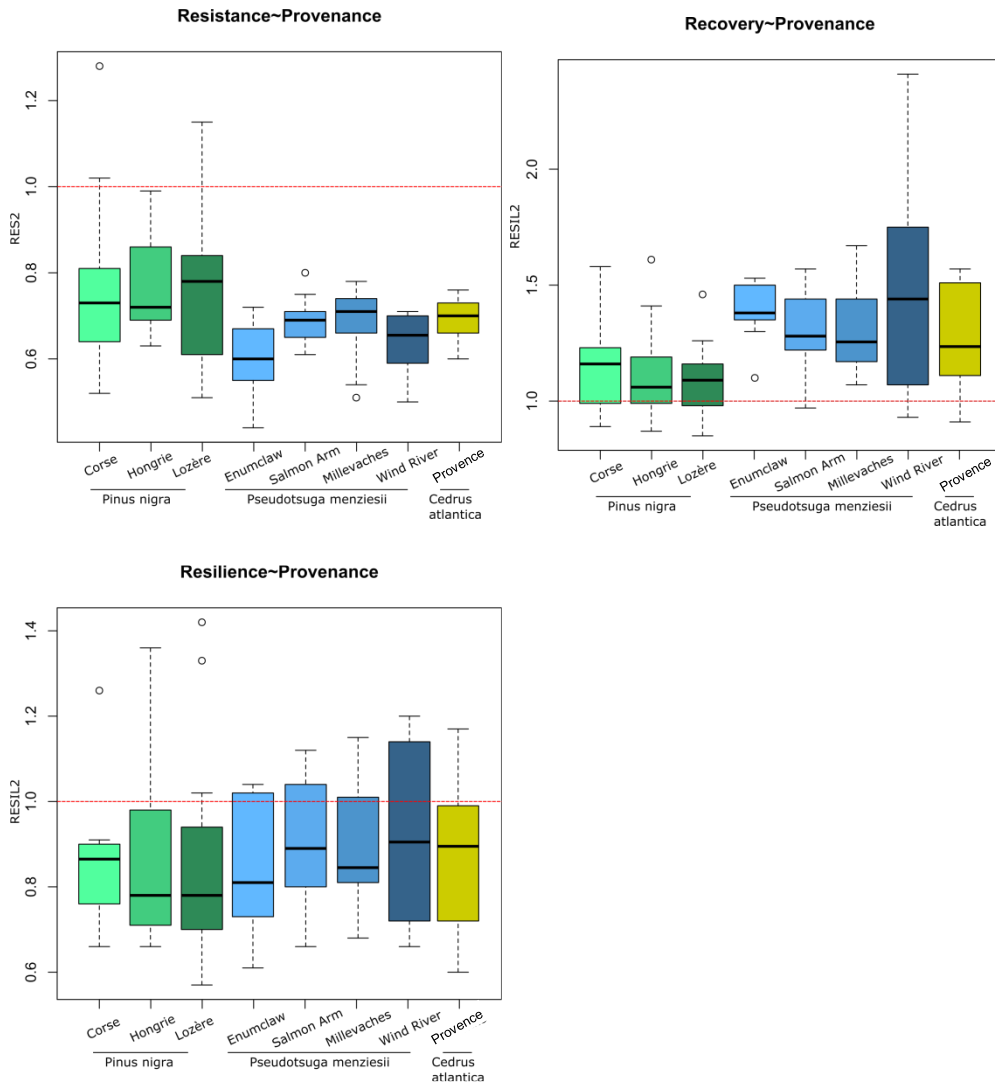 Resistance~Provenance
RES2
1.2
1.0
0.8
0.6
Corse
Hongrie
Lozère
Enumclaw
Salmon Arm
Millevaches
Wind River
Provence
Pinus nigra
Pseudotsuga menziesii
Cedrus
atlantica
Recovery~Provenance
RESIL2
2.0
1.5
1.0
Corse
Hongrie
Lozère
Enumclaw
Salmon Arm
Millevaches
Wind River
Provence
Pinus nigra
Pseudotsuga menziesii
Cedrus
atlantica
Resilience~Provenance
RESIL2
1.4
1.2
1.0
0.8
0.6
Corse
Hongrie
Lozère
Enumclaw
Salmon Arm
Millevaches
Wind River
Provence
Pinus nigra
Pseudotsuga menziesii
Cedrus
atlantica